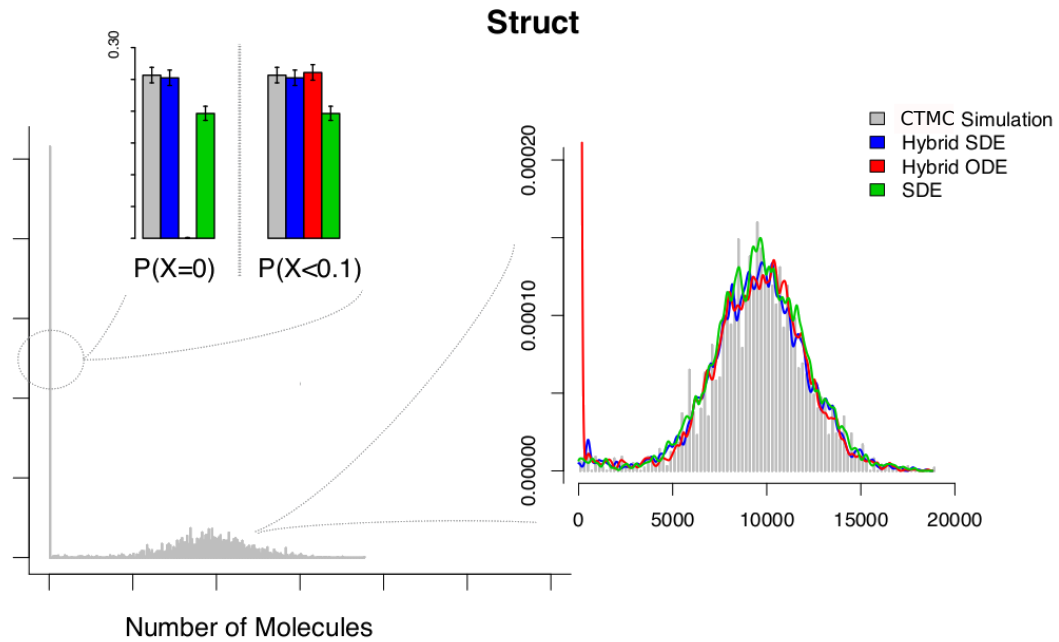 Struct
0.30
P(X=0)
P(X<0.1)
CTMC Simulation
Hybrid SDE
Hybrid ODE
SDE
0.00020
0.00010
0.00000
0
5000
10000
15000
20000
Number of Molecules